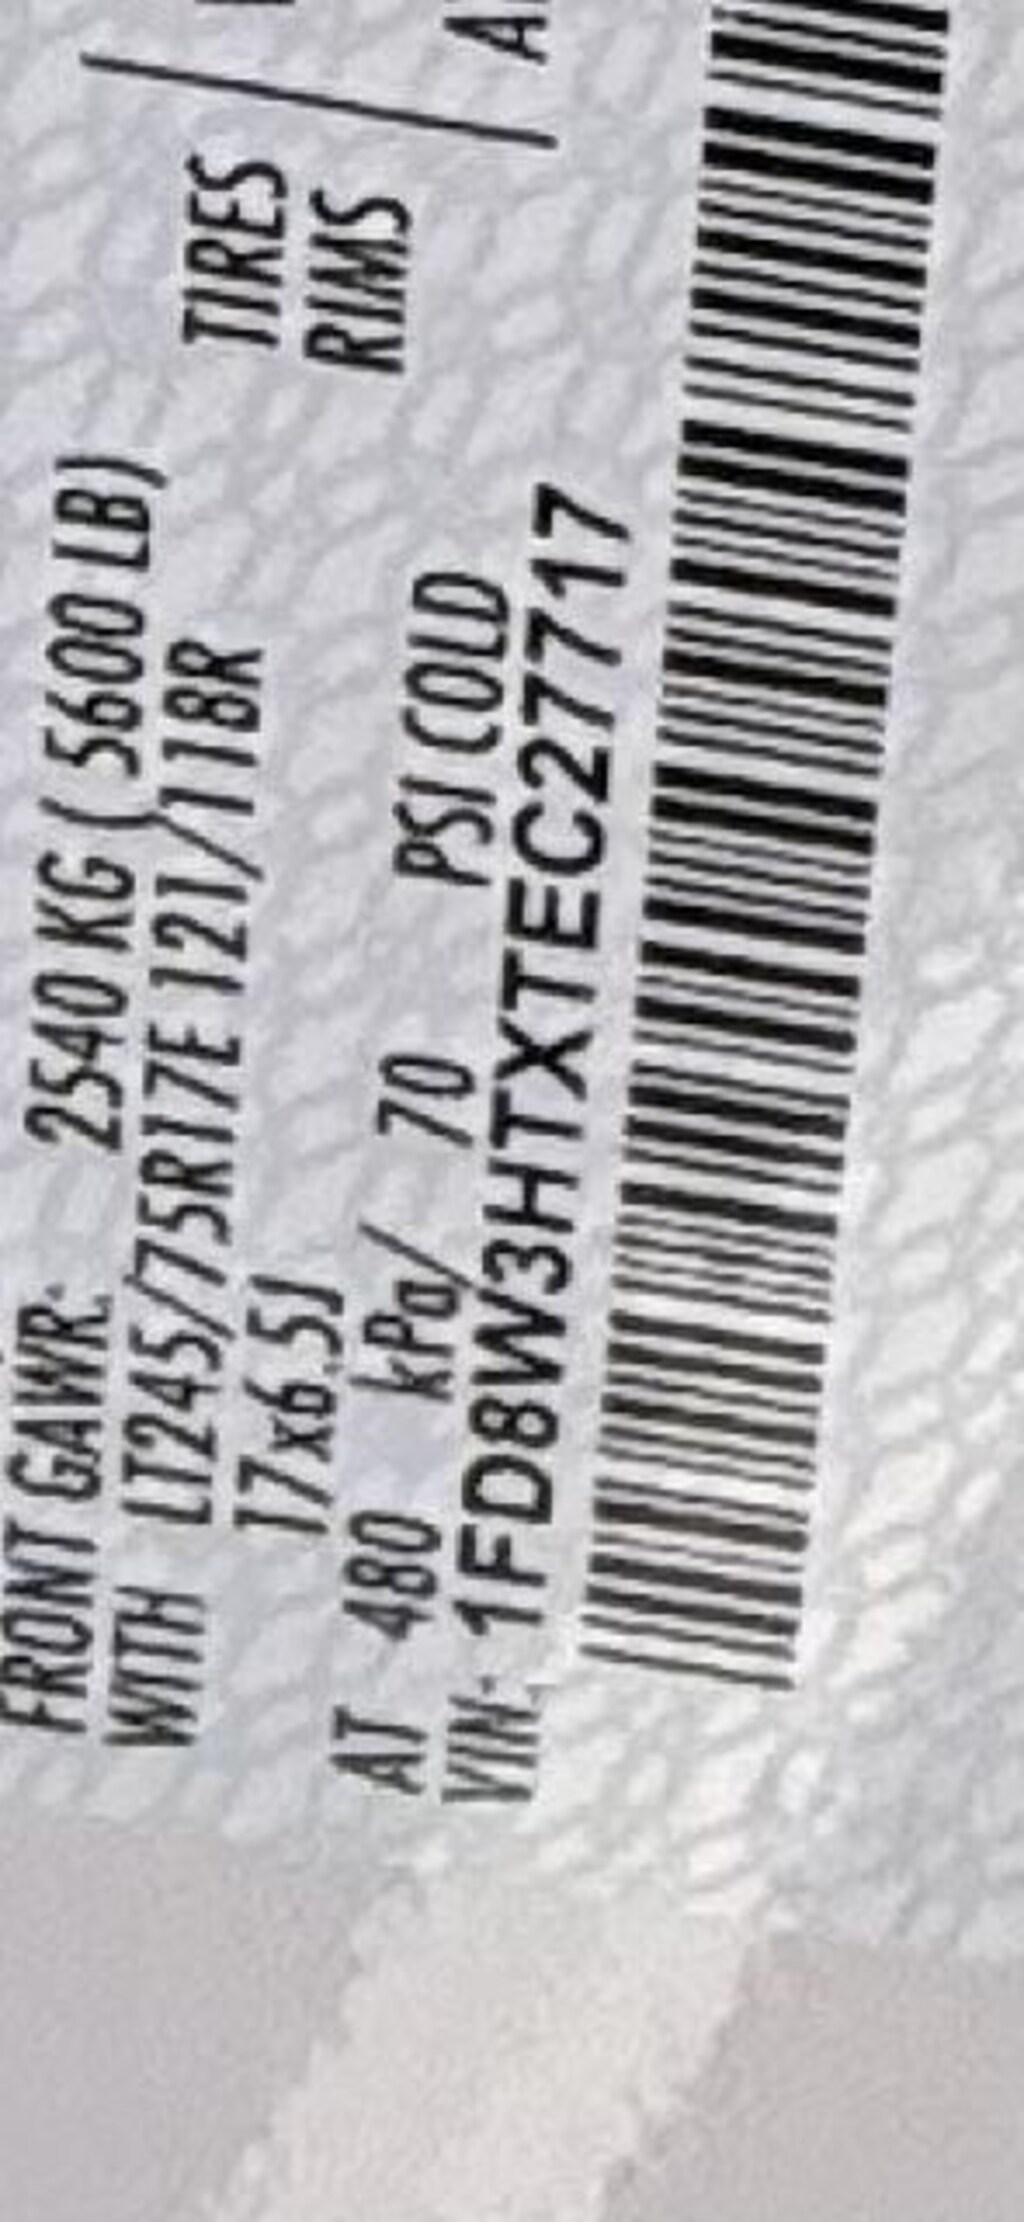 FRONT GAWR: 2540 KG ( 5600 LB)
WITH LT245/75R17E 121/118R TIRES
17x6.5J RIMS
AT 480 kPa/ 70 PSI COLD
VIN: 1FD8W3HTXTEC27717